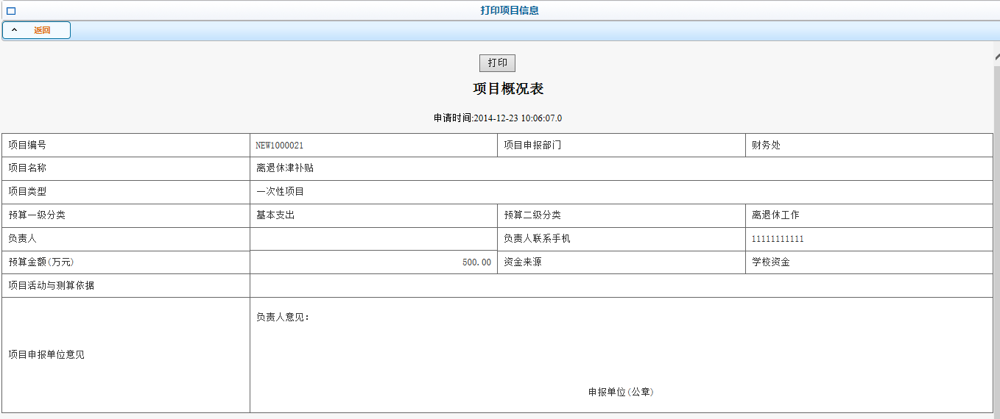 打印项目信息
返回
打印
项目概况表
申请时间:2014-12-23 10:06:07.0
项目编号 NEW1000021 项目申报部门 财务处
项目名称 离退休津补贴
项目类型 一次性项目
预算一级分类 基本支出 预算二级分类 离退休工作
负责人 负责人联系手机 11111111111
预算金额(万元) 500.00 资金来源 学校资金
项目活动与测算依据
负责人意见：
项目申报单位意见
申报单位(公章)